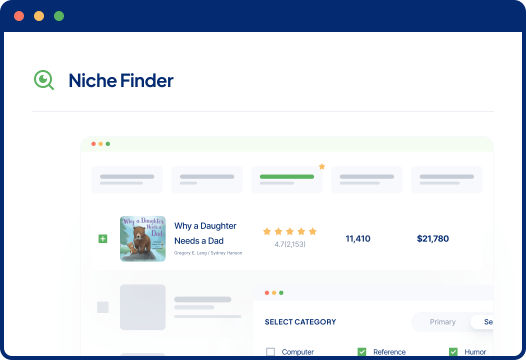 Niche Finder
Why a Daughter
Needs a Dad
Why a Daughter
Needs a Dad
Gregory E. Lang / Sydney Hanson
4.7(2,153)
11,410
$21,780
SELECT CATEGORY
Primary
Se
Computer
Reference
Humor